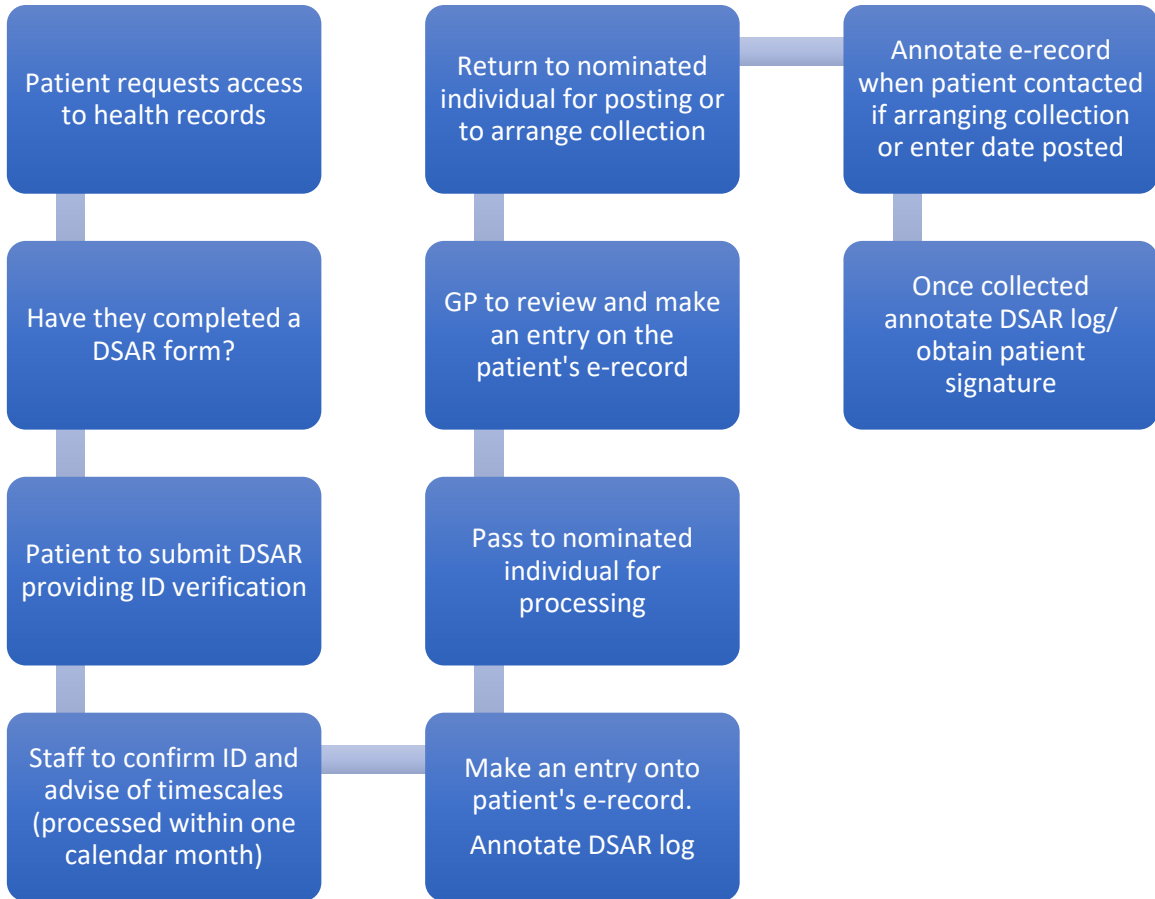 Patient requests access
to health records
Have they completed a
DSAR form?
Patient to submit DSAR
providing ID verification
Staff to confirm ID and
advise of timescales
(processed within one
calendar month)
Make an entry onto
patient's e-record.
Annotate DSAR log
Pass to nominated
individual for
processing
GP to review and make
an entry on the
patient's e-record
Return to nominated
individual for posting or
to arrange collection
Annotate e-record
when patient contacted
if arranging collection
or enter date posted
Once collected
annotate DSAR log/
obtain patient
signature